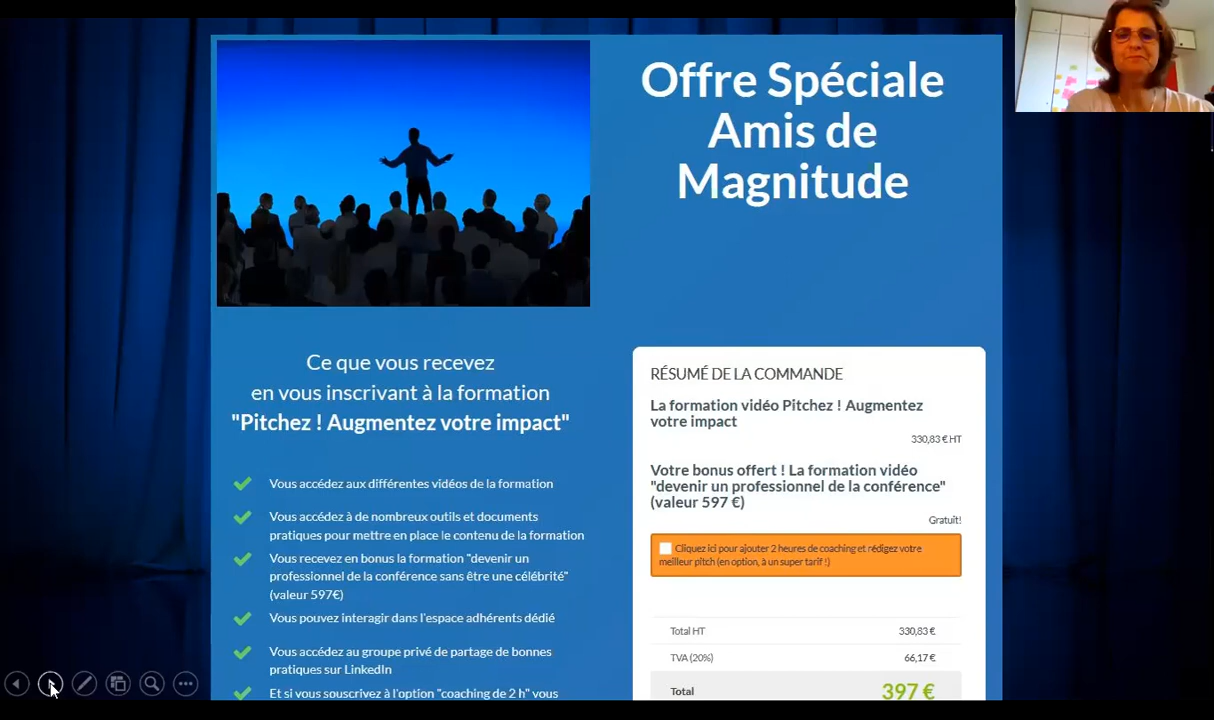 Offre Spéciale
Amis de
Magnitude
Ce que vous recevez
en vous inscrivant à la formation
"Pitchez ! Augmentez votre impact"
Vous accédez aux différentes vidéos de la formation
Vous accédez à de nombreux outils et documents
pratiques pour mettre en place le contenu de la formation
Vous recevez en bonus la formation "devenir un
professionnel de la conférence sans être une célébrité"
(valeur 597€)
Vous pouvez interagir dans l'espace adhérents dédié
Vous accédez au groupe privé de partage de bonnes
pratiques sur LinkedIn
Et si vous souscrivez à l'option "coaching de 2 h" vous
RÉSUMÉ DE LA COMMANDE
La formation vidéo Pitchez ! Augmentez
votre impact
330,83 € HT
Votre bonus offert ! La formation vidéo
"devenir un professionnel de la conférence"
(valeur 597 €)
Gratuit!
Cliquez ici pour ajouter 2 heures de coaching et rédigez votre
meilleur pitch (en option, à un super tarif !)
Total HT 330,83 €
TVA (20%) 66,17 €
Total 397 €